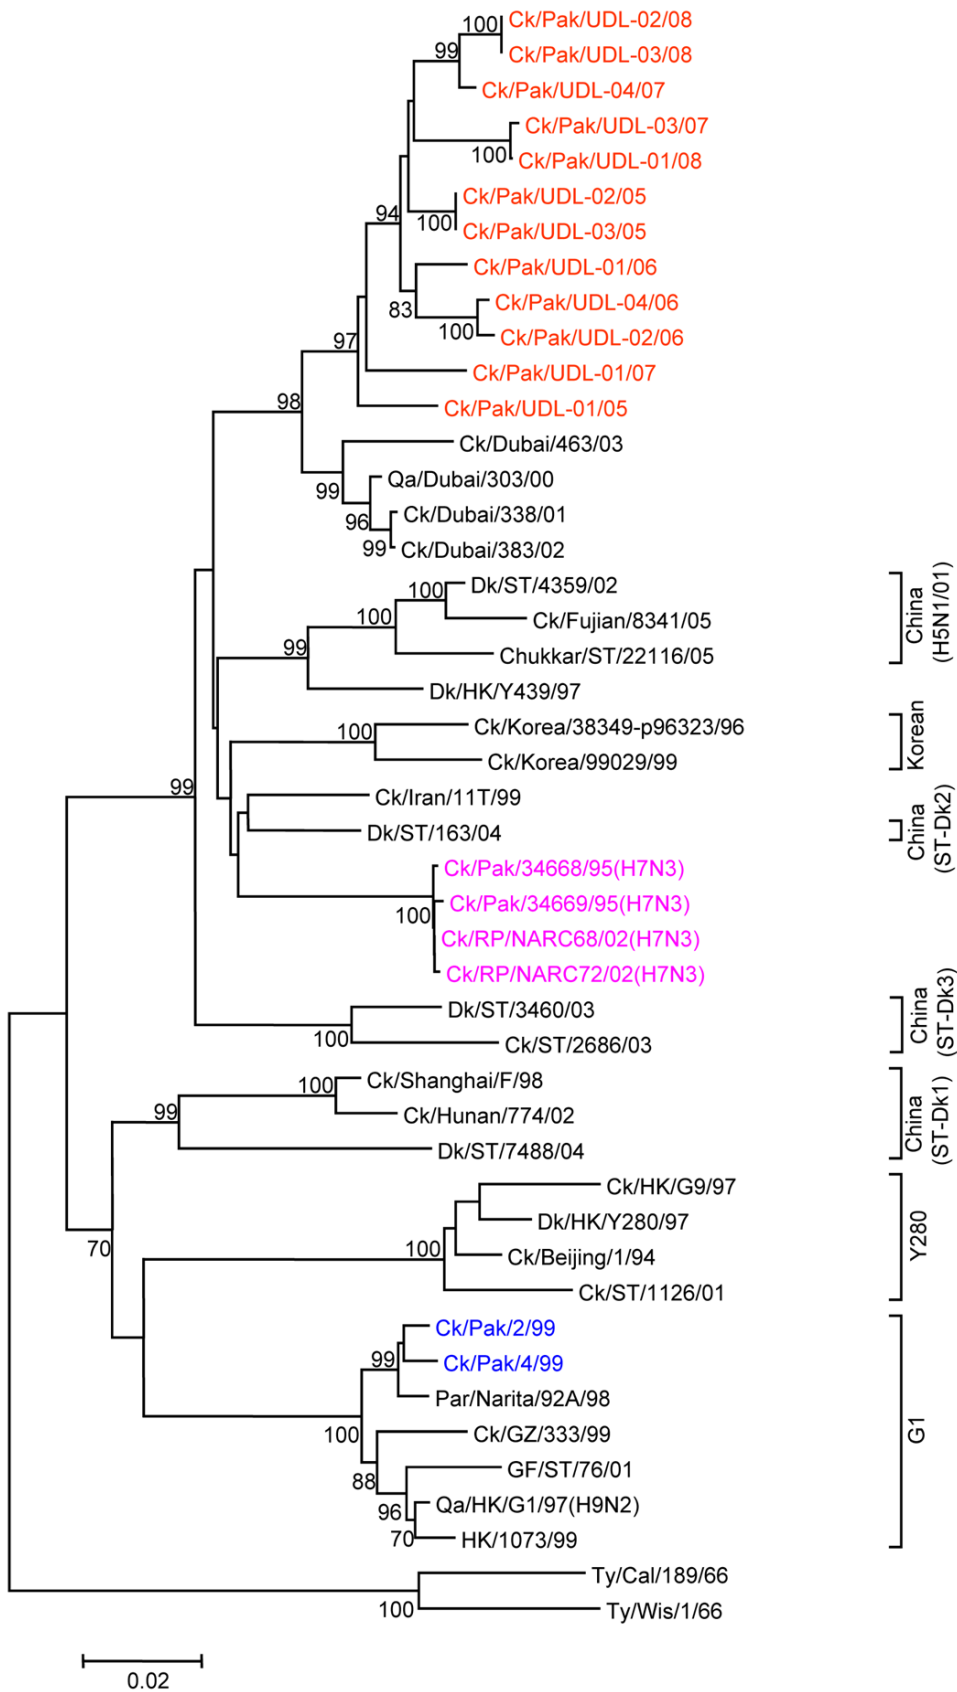 100
Ck/Pak/UDL-02/08
99
Ck/Pak/UDL-03/08
Ck/Pak/UDL-04/07
Ck/Pak/UDL-03/07
100
Ck/Pak/UDL-01/08
Ck/Pak/UDL-02/05
94
100
Ck/Pak/UDL-03/05
Ck/Pak/UDL-01/06
83
Ck/Pak/UDL-04/06
100
Ck/Pak/UDL-02/06
97
Ck/Pak/UDL-01/07
98
Ck/Pak/UDL-01/05
Ck/Dubai/463/03
99
Qa/Dubai/303/00
96
Ck/Dubai/338/01
99
Ck/Dubai/383/02
100
Dk/ST/4359/02
100
Ck/Fujian/8341/05
99
Chukkar/ST/22116/05
China
(H5N1/01)
Dk/HK/Y439/97
100
Ck/Korea/38349-p96323/96
Ck/Korea/99029/99
Korean
99
Ck/Iran/11T/99
Dk/ST/163/04
China
(ST-Dk2)
Ck/Pak/34668/95(H7N3)
100
Ck/Pak/34669/95(H7N3)
Ck/RP/NARC68/02(H7N3)
Ck/RP/NARC72/02(H7N3)
Dk/ST/3460/03
100
Ck/ST/2686/03
China
(ST-Dk3)
100
Ck/Shanghai/F/98
99
Ck/Hunan/774/02
Dk/ST/7488/04
China
(ST-Dk1)
Ck/HK/G9/97
Dk/HK/Y280/97
70
100
Ck/Beijing/1/94
Ck/ST/1126/01
Y280
Ck/Pak/2/99
99
Ck/Pak/4/99
Par/Narita/92A/98
100
Ck/GZ/333/99
88
GF/ST/76/01
96
Qa/HK/G1/97(H9N2)
70
HK/1073/99
G1
Ty/Cal/189/66
100
Ty/Wis/1/66
0.02